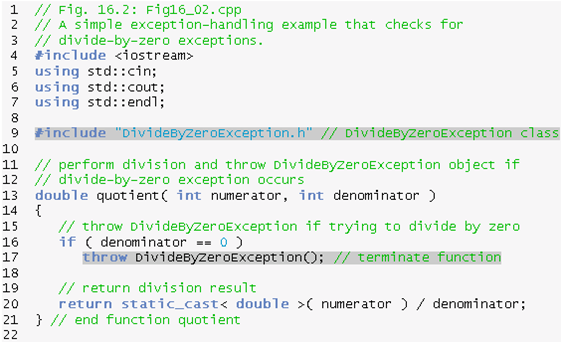 1 // Fig. 16.2: Fig16_02.cpp
2 // A simple exception-handling example that checks for
3 // divide-by-zero exceptions.
4 #include <iostream>
5 using std::cin;
6 using std::cout;
7 using std::endl;
8
9 #include "DivideByZeroException.h" // DivideByZeroException class
10
11 // perform division and throw DivideByZeroException object if
12 // divide-by-zero exception occurs
13 double quotient( int numerator, int denominator )
14 {
15 // throw DivideByZeroException if trying to divide by zero
16 if ( denominator == 0 )
17 throw DivideByZeroException(); // terminate function
18
19 // return division result
20 return static_cast< double >( numerator ) / denominator;
21 } // end function quotient
22